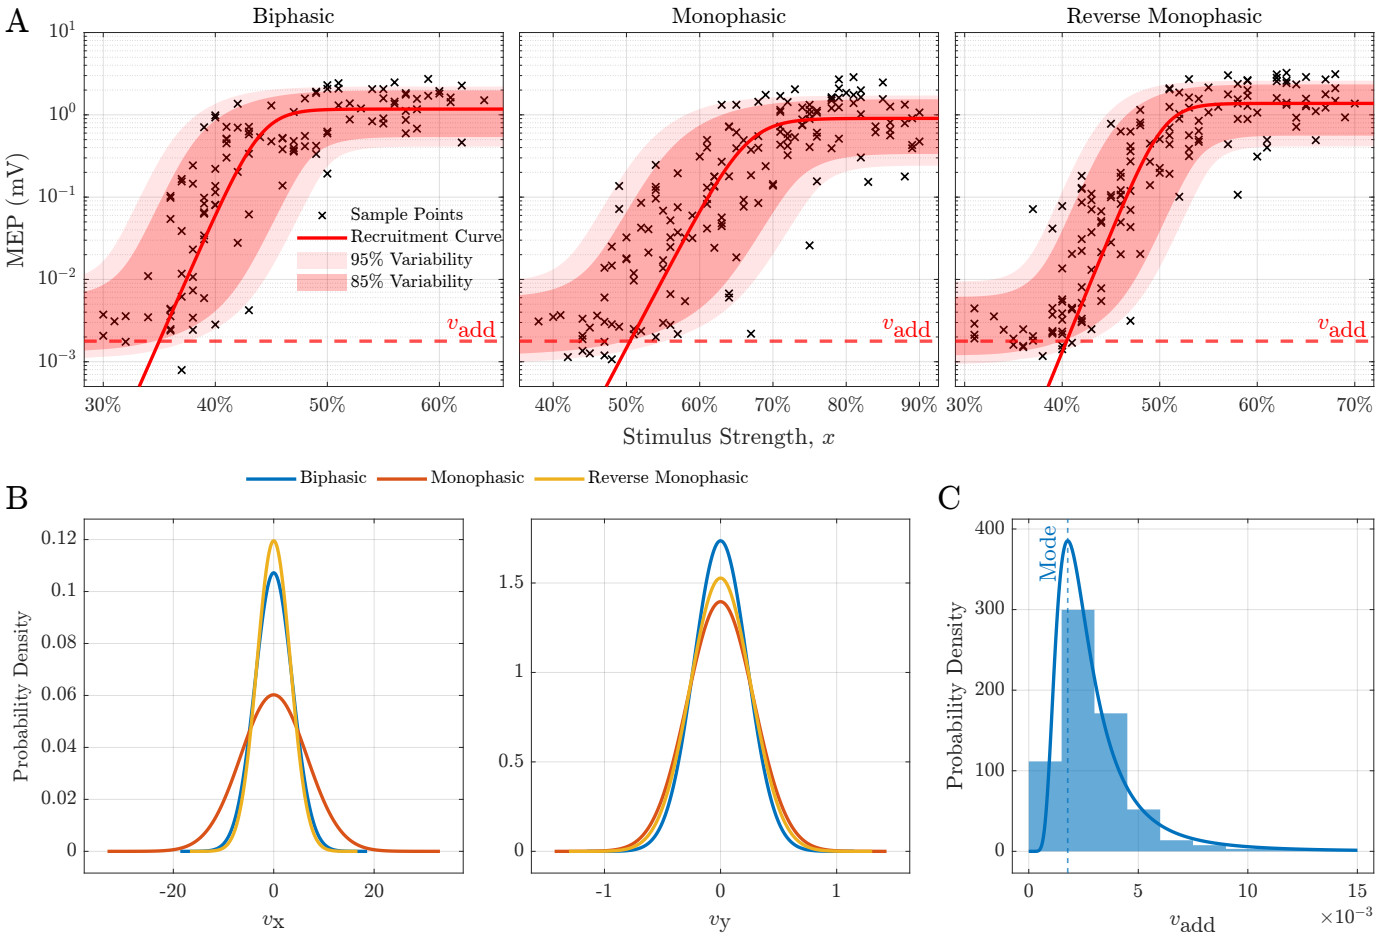 A
Biphasic
Monophasic
Reverse Monophasic
MEP (mV)
10^1
10^0
10^−1
10^−2
10^−3
Sample Points
Recruitment Curve
95% Variability
85% Variability
v_add
v_add
v_add
30% 40% 50% 60%
40% 50% 60% 70% 80% 90%
30% 40% 50% 60% 70%
Stimulus Strength, x
Biphasic Monophasic Reverse Monophasic
B
Probability Density
0.12
0.1
0.08
0.06
0.04
0.02
0
-20 0 20
v_x
1.5
1
0.5
0
-1 0 1
v_y
C
Probability Density
400
300
200
100
0
Mode
0 5 10 15
×10^−3
v_add